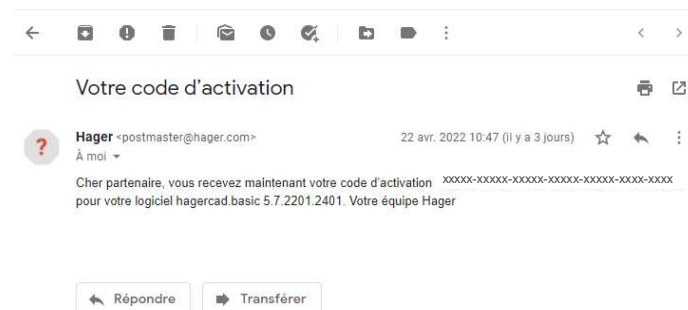 Votre code d'activation
Hager <postmaster@hager.com> 22 avr. 2022 10:47 (il y a 3 jours)
À moi
Cher partenaire, vous recevez maintenant votre code d'activation xxxxx-xxxxx-xxxxx-xxxxx-xxxxx-xxxx-xxxx
pour votre logiciel hagercad.basic 5.7.2201.2401. Votre équipe Hager
Répondre Transférer